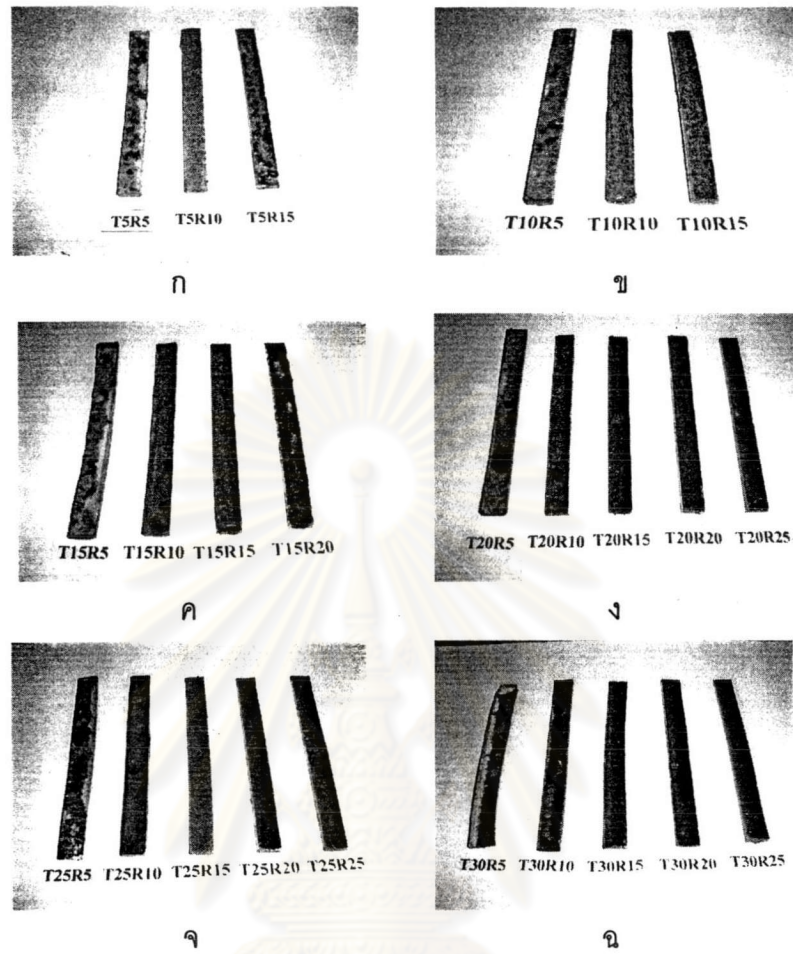 T5R5 T5R10 T5R15
T10R5 T10R10 T10R15
ก ข
T15R5 T15R10 T15R15 T15R20
T20R5 T20R10 T20R15 T20R20 T20R25
ค ง
T25R5 T25R10 T25R15 T25R20 T25R25
T30R5 T30R10 T30R15 T30R20 T30R25
จ ฉ